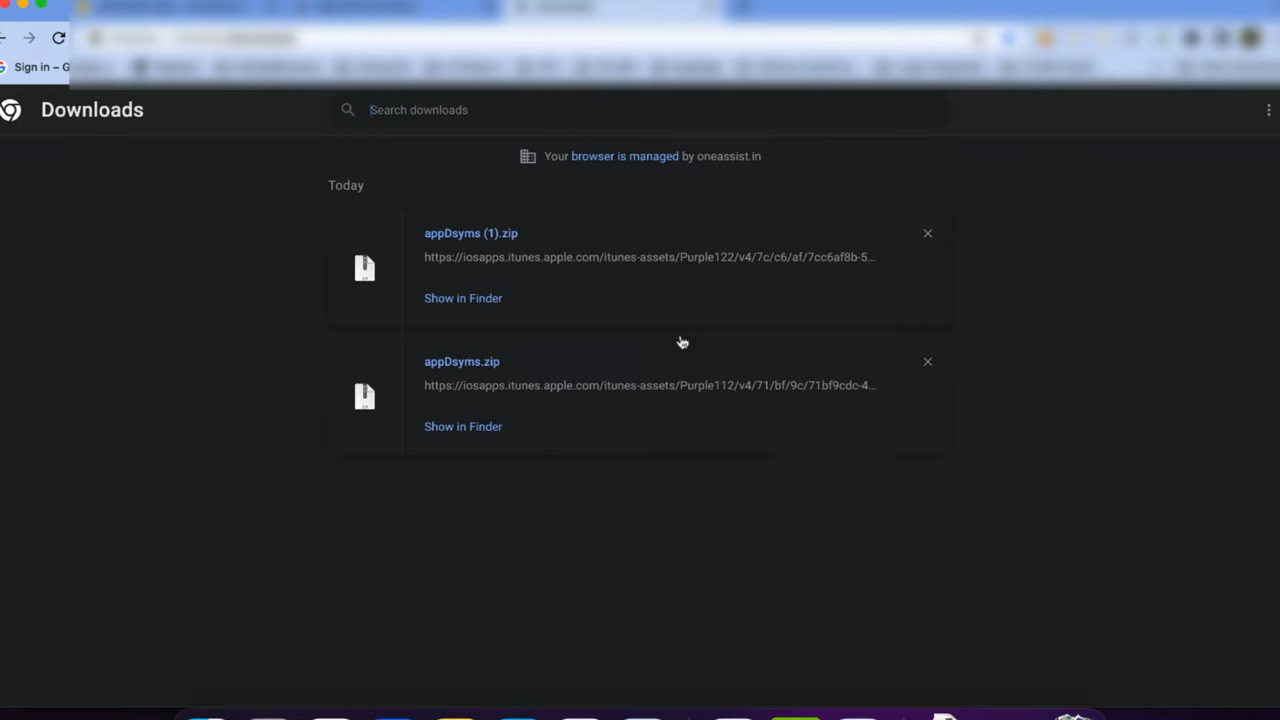 Sign in – G
Downloads
Search downloads
Your browser is managed by oneassist.in
Today
appDsyms (1).zip
https://iosapps.itunes.apple.com/itunes-assets/Purple122/v4/7c/c6/af/7cc6af8b-5...
Show in Finder
appDsyms.zip
https://iosapps.itunes.apple.com/itunes-assets/Purple112/v4/71/bf/9c/71bf9cdc-4...
Show in Finder